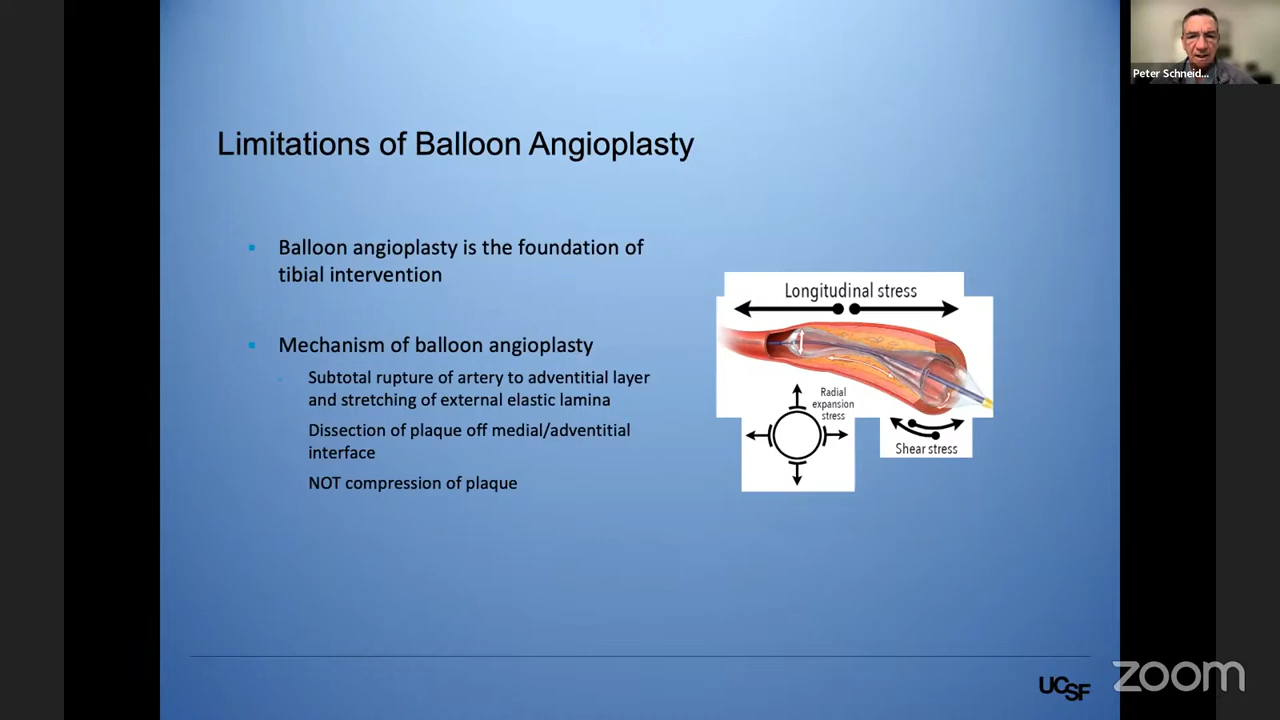 Peter Schneid...
Limitations of Balloon Angioplasty
Balloon angioplasty is the foundation of
tibial intervention
Mechanism of balloon angioplasty
Subtotal rupture of artery to adventitial layer
and stretching of external elastic lamina
Dissection of plaque off medial/adventitial
interface
NOT compression of plaque
Longitudinal stress
Radial
expansion
stress
Shear stress
UCSF
zoom